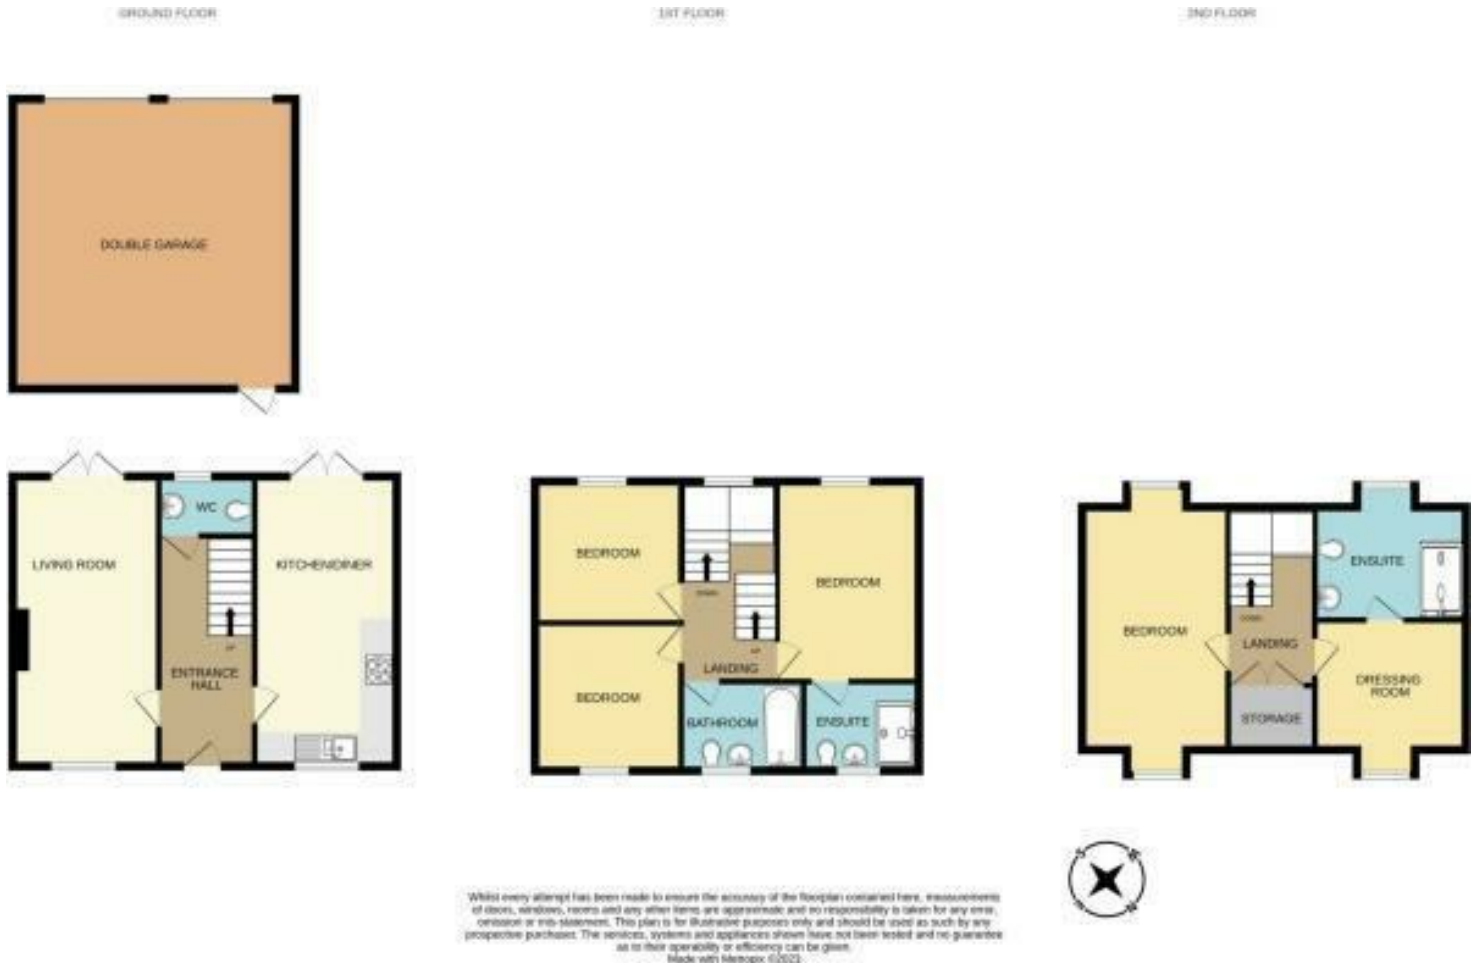 GROUND FLOOR
1ST FLOOR
2ND FLOOR
DOUBLE GARAGE
LIVING ROOM
WC
KITCHEN/DINER
UP
ENTRANCE
HALL
BEDROOM
BEDROOM
BEDROOM
DOWN
UP
LANDING
BATHROOM
ENSUITE
BEDROOM
ENSUITE
DOWN
LANDING
DRESSING
ROOM
STORAGE
S
Whilst every attempt has been made to ensure the accuracy of the floorplan contained here, measurements
of doors, windows, rooms and any other items are approximate and no responsibility is taken for any error,
omission or mis-statement. This plan is for illustrative purposes only and should be used as such by any
prospective purchaser. The services, systems and appliances shown have not been tested and no guarantee
as to their operability or efficiency can be given.
Made with Metropix ©2023